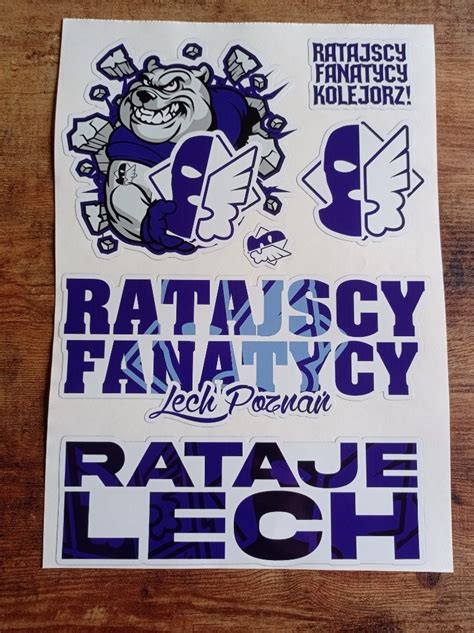 RATAJSCY
FANATYCY
KOLEJORZ!
RATAJSCY
FANATYCY
Lech Poznań
RATAJE
LECH